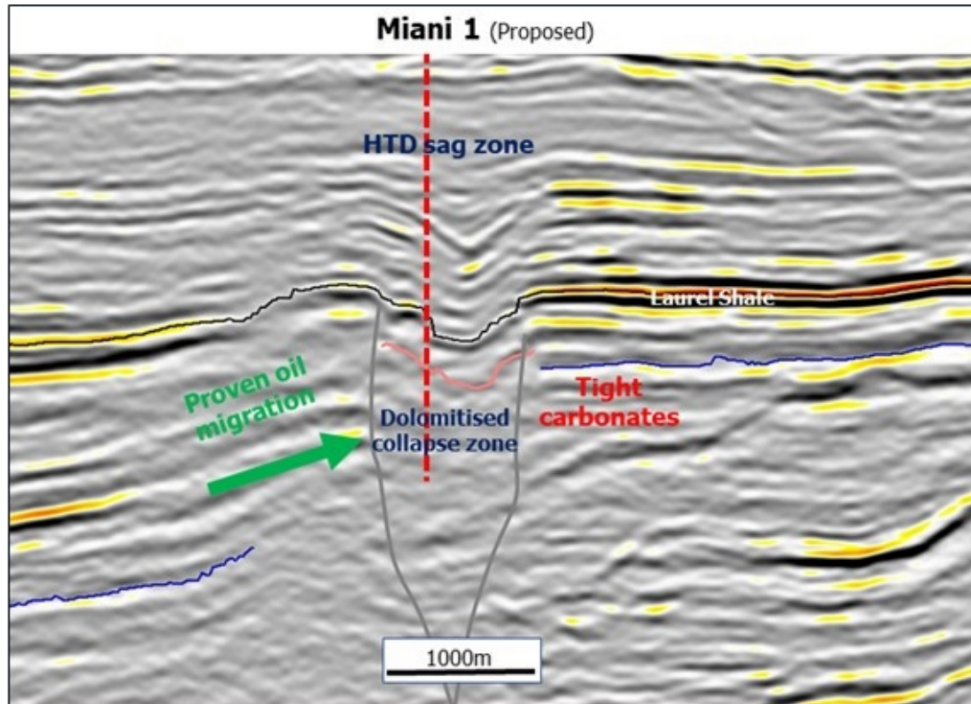 Miani 1 (Proposed)
HTD sag zone
Laurel Shale
Proven oil
migration
Tight
carbonates
Dolomitised
collapse zone
1000m